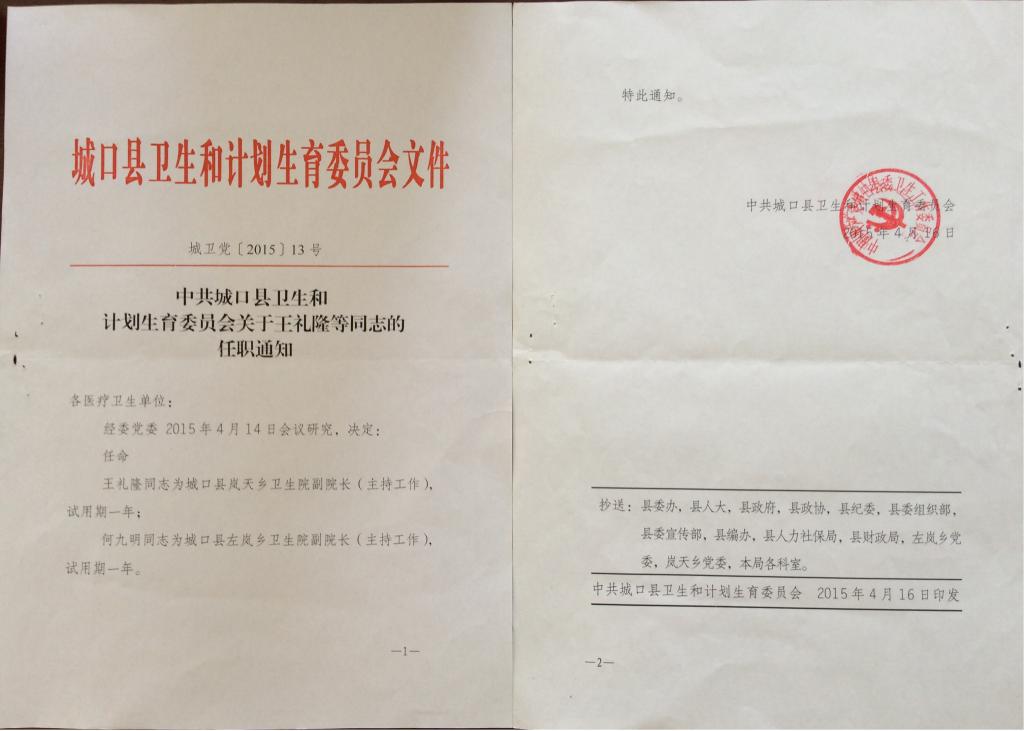 城口县卫生和计划生育委员会文件
城卫党〔2015〕13号
中共城口县卫生和
计划生育委员会关于王礼隆等同志的
任职通知
各医疗卫生单位：
经委党委 2015年4月14日会议研究，决定：
任命
王礼隆同志为城口县岚天乡卫生院副院长（主持工作），
试用期一年；
何九明同志为城口县左岚乡卫生院副院长（主持工作），
试用期一年。
—1—
特此通知。
中共城口县卫生和计划生育委员会
2015年4月16日
抄送：县委办，县人大，县政府，县政协，县纪委，县委组织部，
县委宣传部，县编办，县人力社保局，县财政局，左岚乡党
委，岚天乡党委，本局各科室。
中共城口县卫生和计划生育委员会 2015年4月16日印发
—2—